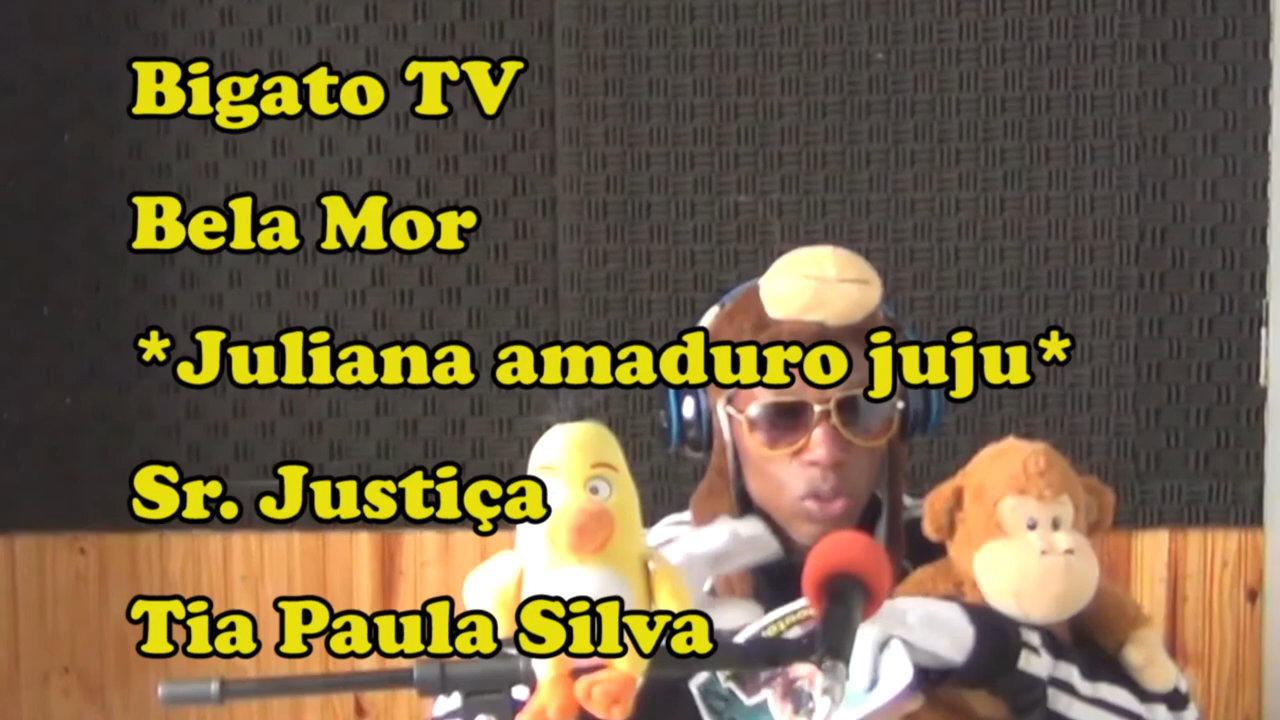 Bigato TV
Bela Mor
*Juliana amaduro juju*
Sr. Justiça
Tia Paula Silva